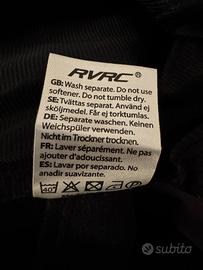 RVRC®
GB: Wash separate. Do not use
softener. Do not tumble dry.
SE: Tvättas separat. Använd ej
sköljmedel. Får ej torktumlas.
DE: Separate waschen. Keinen
Weichspüler verwenden.
Nicht im Trockner trocknen.
FR: Laver séparément. Ne pas
ajouter d'adoucissant.
ES: Lavar por separado. No
anadir suavizante.
40
subito